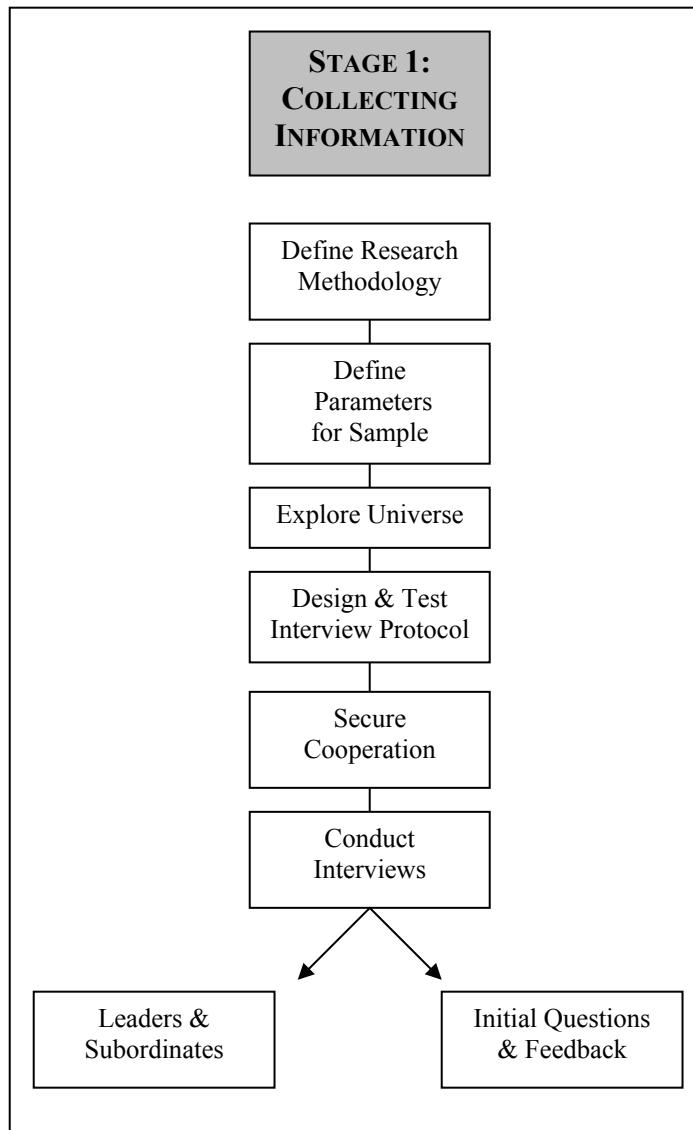 STAGE 1:
COLLECTING
INFORMATION
Define Research
Methodology
Define
Parameters
for Sample
Explore Universe
Design & Test
Interview Protocol
Secure
Cooperation
Conduct
Interviews
Leaders &
Subordinates
Initial Questions
& Feedback